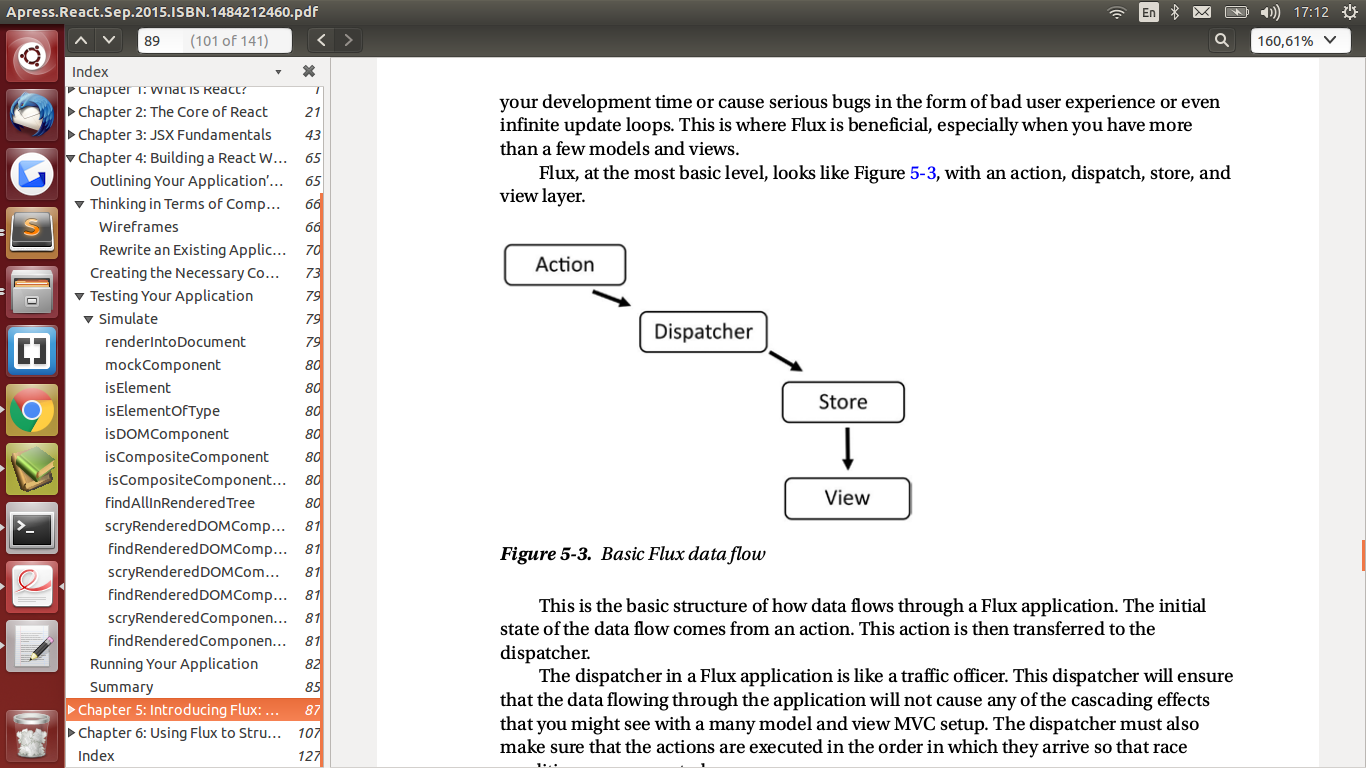 Apress.React.Sep.2015.ISBN.1484212460.pdf
En
17:12
89 (101 of 141)
160,61%
Index
Chapter 1: What is React? 1
Chapter 2: The Core of React 21
Chapter 3: JSX Fundamentals 43
Chapter 4: Building a React W... 65
Outlining Your Application'... 65
Thinking in Terms of Comp... 66
Wireframes 66
Rewrite an Existing Applic... 70
Creating the Necessary Co... 73
Testing Your Application 79
Simulate 79
renderIntoDocument 79
mockComponent 80
isElement 80
isElementOfType 80
isDOMComponent 80
isCompositeComponent 80
isCompositeComponent... 80
findAllInRenderedTree 80
scryRenderedDOMComp... 81
findRenderedDOMComp... 81
scryRenderedDOMCom... 81
findRenderedDOMComp... 81
scryRenderedComponen... 81
findRenderedComponen... 81
Running Your Application 82
Summary 85
Chapter 5: Introducing Flux: ... 87
Chapter 6: Using Flux to Stru... 107
Index 127
your development time or cause serious bugs in the form of bad user experience or even
infinite update loops. This is where Flux is beneficial, especially when you have more
than a few models and views.
Flux, at the most basic level, looks like Figure 5-3, with an action, dispatch, store, and
view layer.
Action
Dispatcher
Store
View
Figure 5-3. Basic Flux data flow
This is the basic structure of how data flows through a Flux application. The initial
state of the data flow comes from an action. This action is then transferred to the
dispatcher.
The dispatcher in a Flux application is like a traffic officer. This dispatcher will ensure
that the data flowing through the application will not cause any of the cascading effects
that you might see with a many model and view MVC setup. The dispatcher must also
make sure that the actions are executed in the order in which they arrive so that race